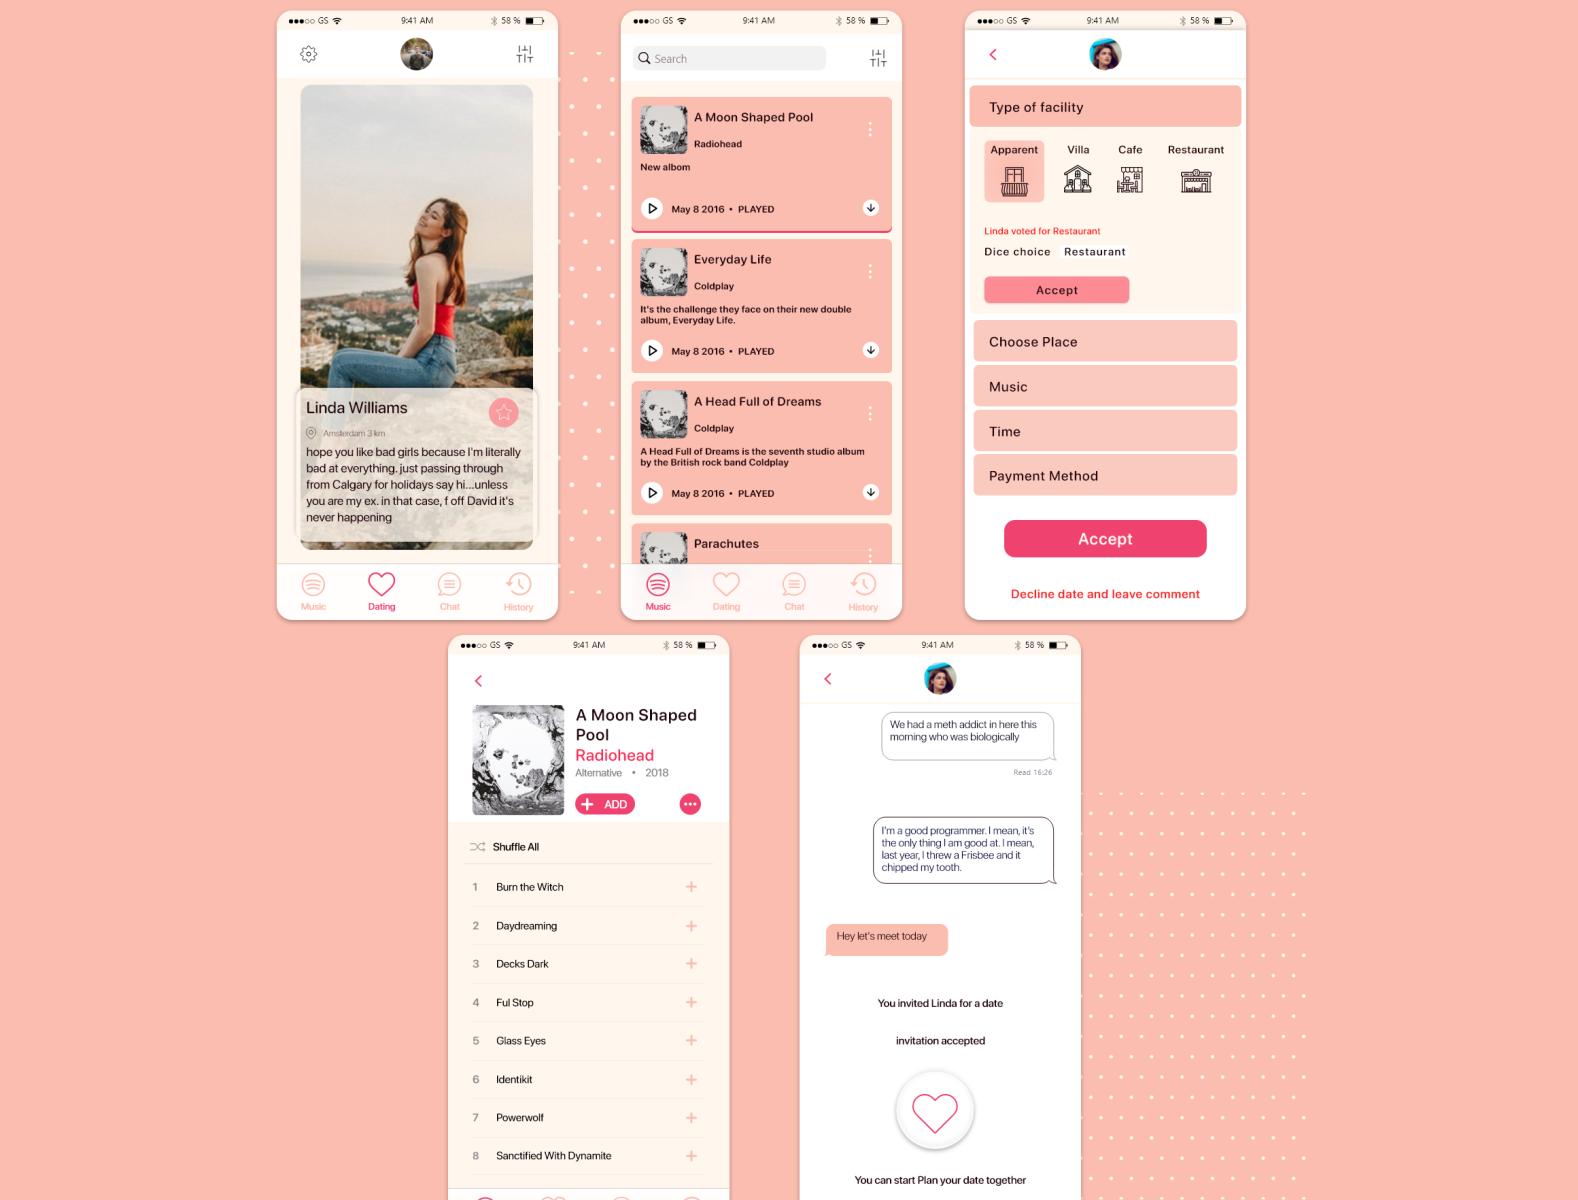 GS 9:41 AM 58 %
Linda Williams
Amsterdam 3 km
hope you like bad girls because I'm literally
bad at everything. just passing through
from Calgary for holidays say hi...unless
you are my ex. in that case, f off David it's
never happening
Music Dating Chat History
GS 9:41 AM 58 %
Search
A Moon Shaped Pool
Radiohead
New albom
May 8 2016 • PLAYED
Everyday Life
Coldplay
It's the challenge they face on their new double
album, Everyday Life.
May 8 2016 • PLAYED
A Head Full of Dreams
Coldplay
A Head Full of Dreams is the seventh studio album
by the British rock band Coldplay
May 8 2016 • PLAYED
Parachutes
Music Dating Chat History
GS 9:41 AM 58 %
Type of facility
Apparent Villa Cafe Restaurant
Linda voted for Restaurant
Dice choice Restaurant
Accept
Choose Place
Music
Time
Payment Method
Accept
Decline date and leave comment
GS 9:41 AM 58 %
A Moon Shaped
Pool
Radiohead
Alternative • 2018
ADD
Shuffle All
1 Burn the Witch
2 Daydreaming
3 Decks Dark
4 Ful Stop
5 Glass Eyes
6 Identikit
7 Powerwolf
8 Sanctified With Dynamite
GS 9:41 AM 58 %
We had a meth addict in here this
morning who was biologically
Read 16:26
I'm a good programmer. I mean, it's
the only thing I am good at. I mean,
last year, I threw a Frisbee and it
chipped my tooth.
Hey let's meet today
You invited Linda for a date
invitation accepted
You can start Plan your date together